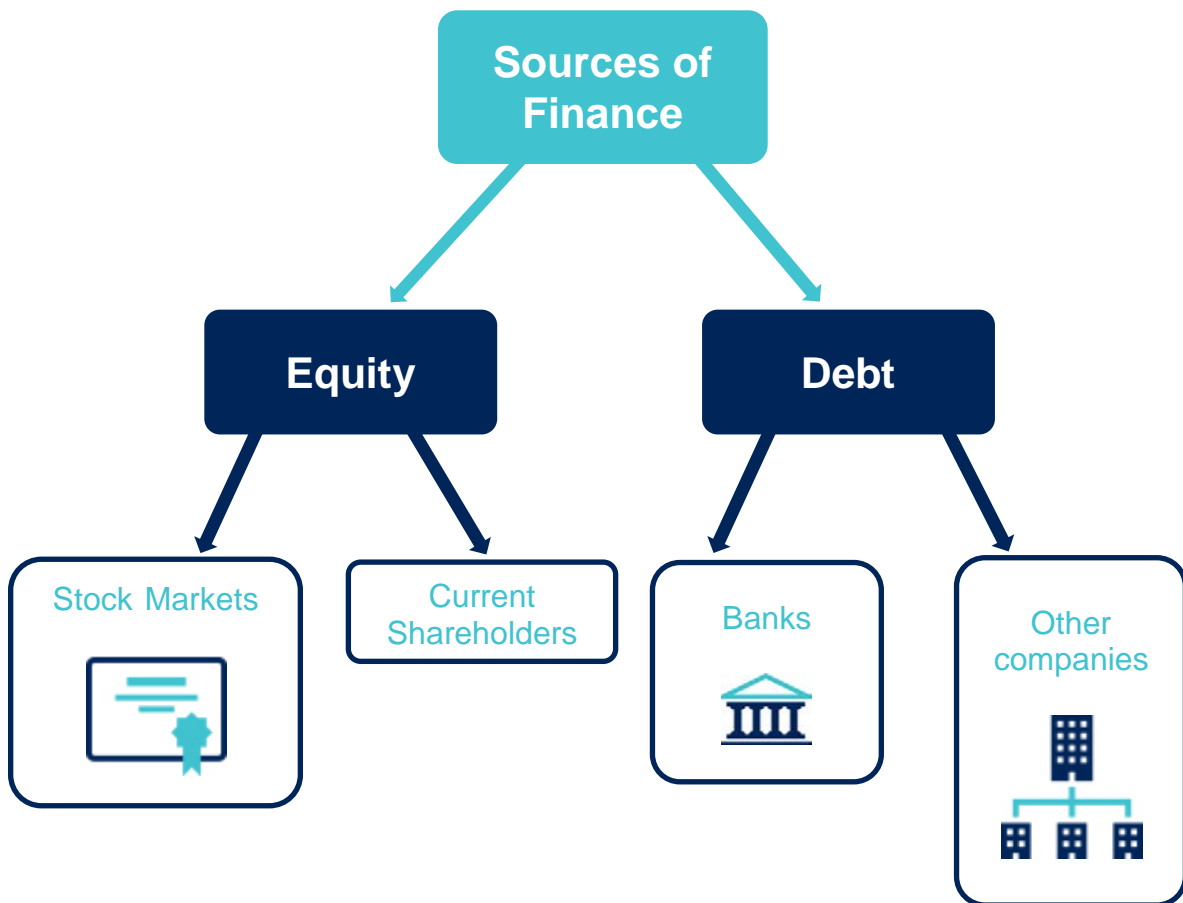 Sources of
Finance
Equity
Debt
Stock Markets
Current
Shareholders
Banks
Other
companies